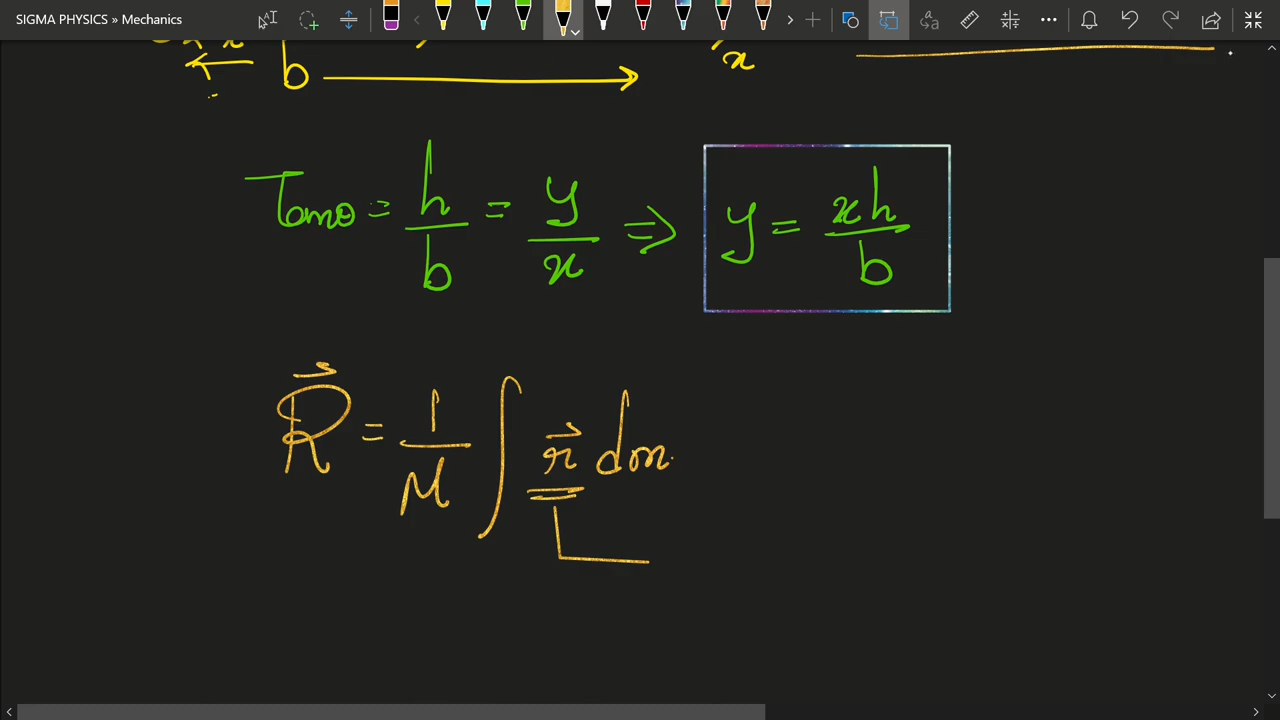 SIGMA PHYSICS » Mechanics
b
x
Tanθ = h/b = y/x ⇒ y = xh/b
R⃗ = 1/M ∫ r⃗ dm